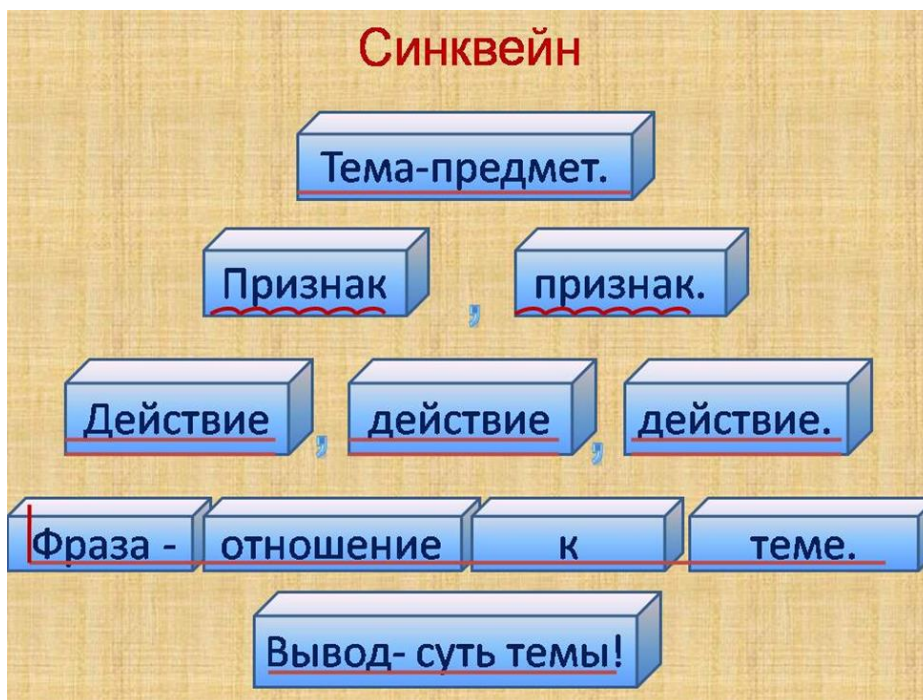 Синквейн
Тема-предмет.
Признак , признак.
Действие , действие , действие.
Фраза - отношение к теме.
Вывод- суть темы!